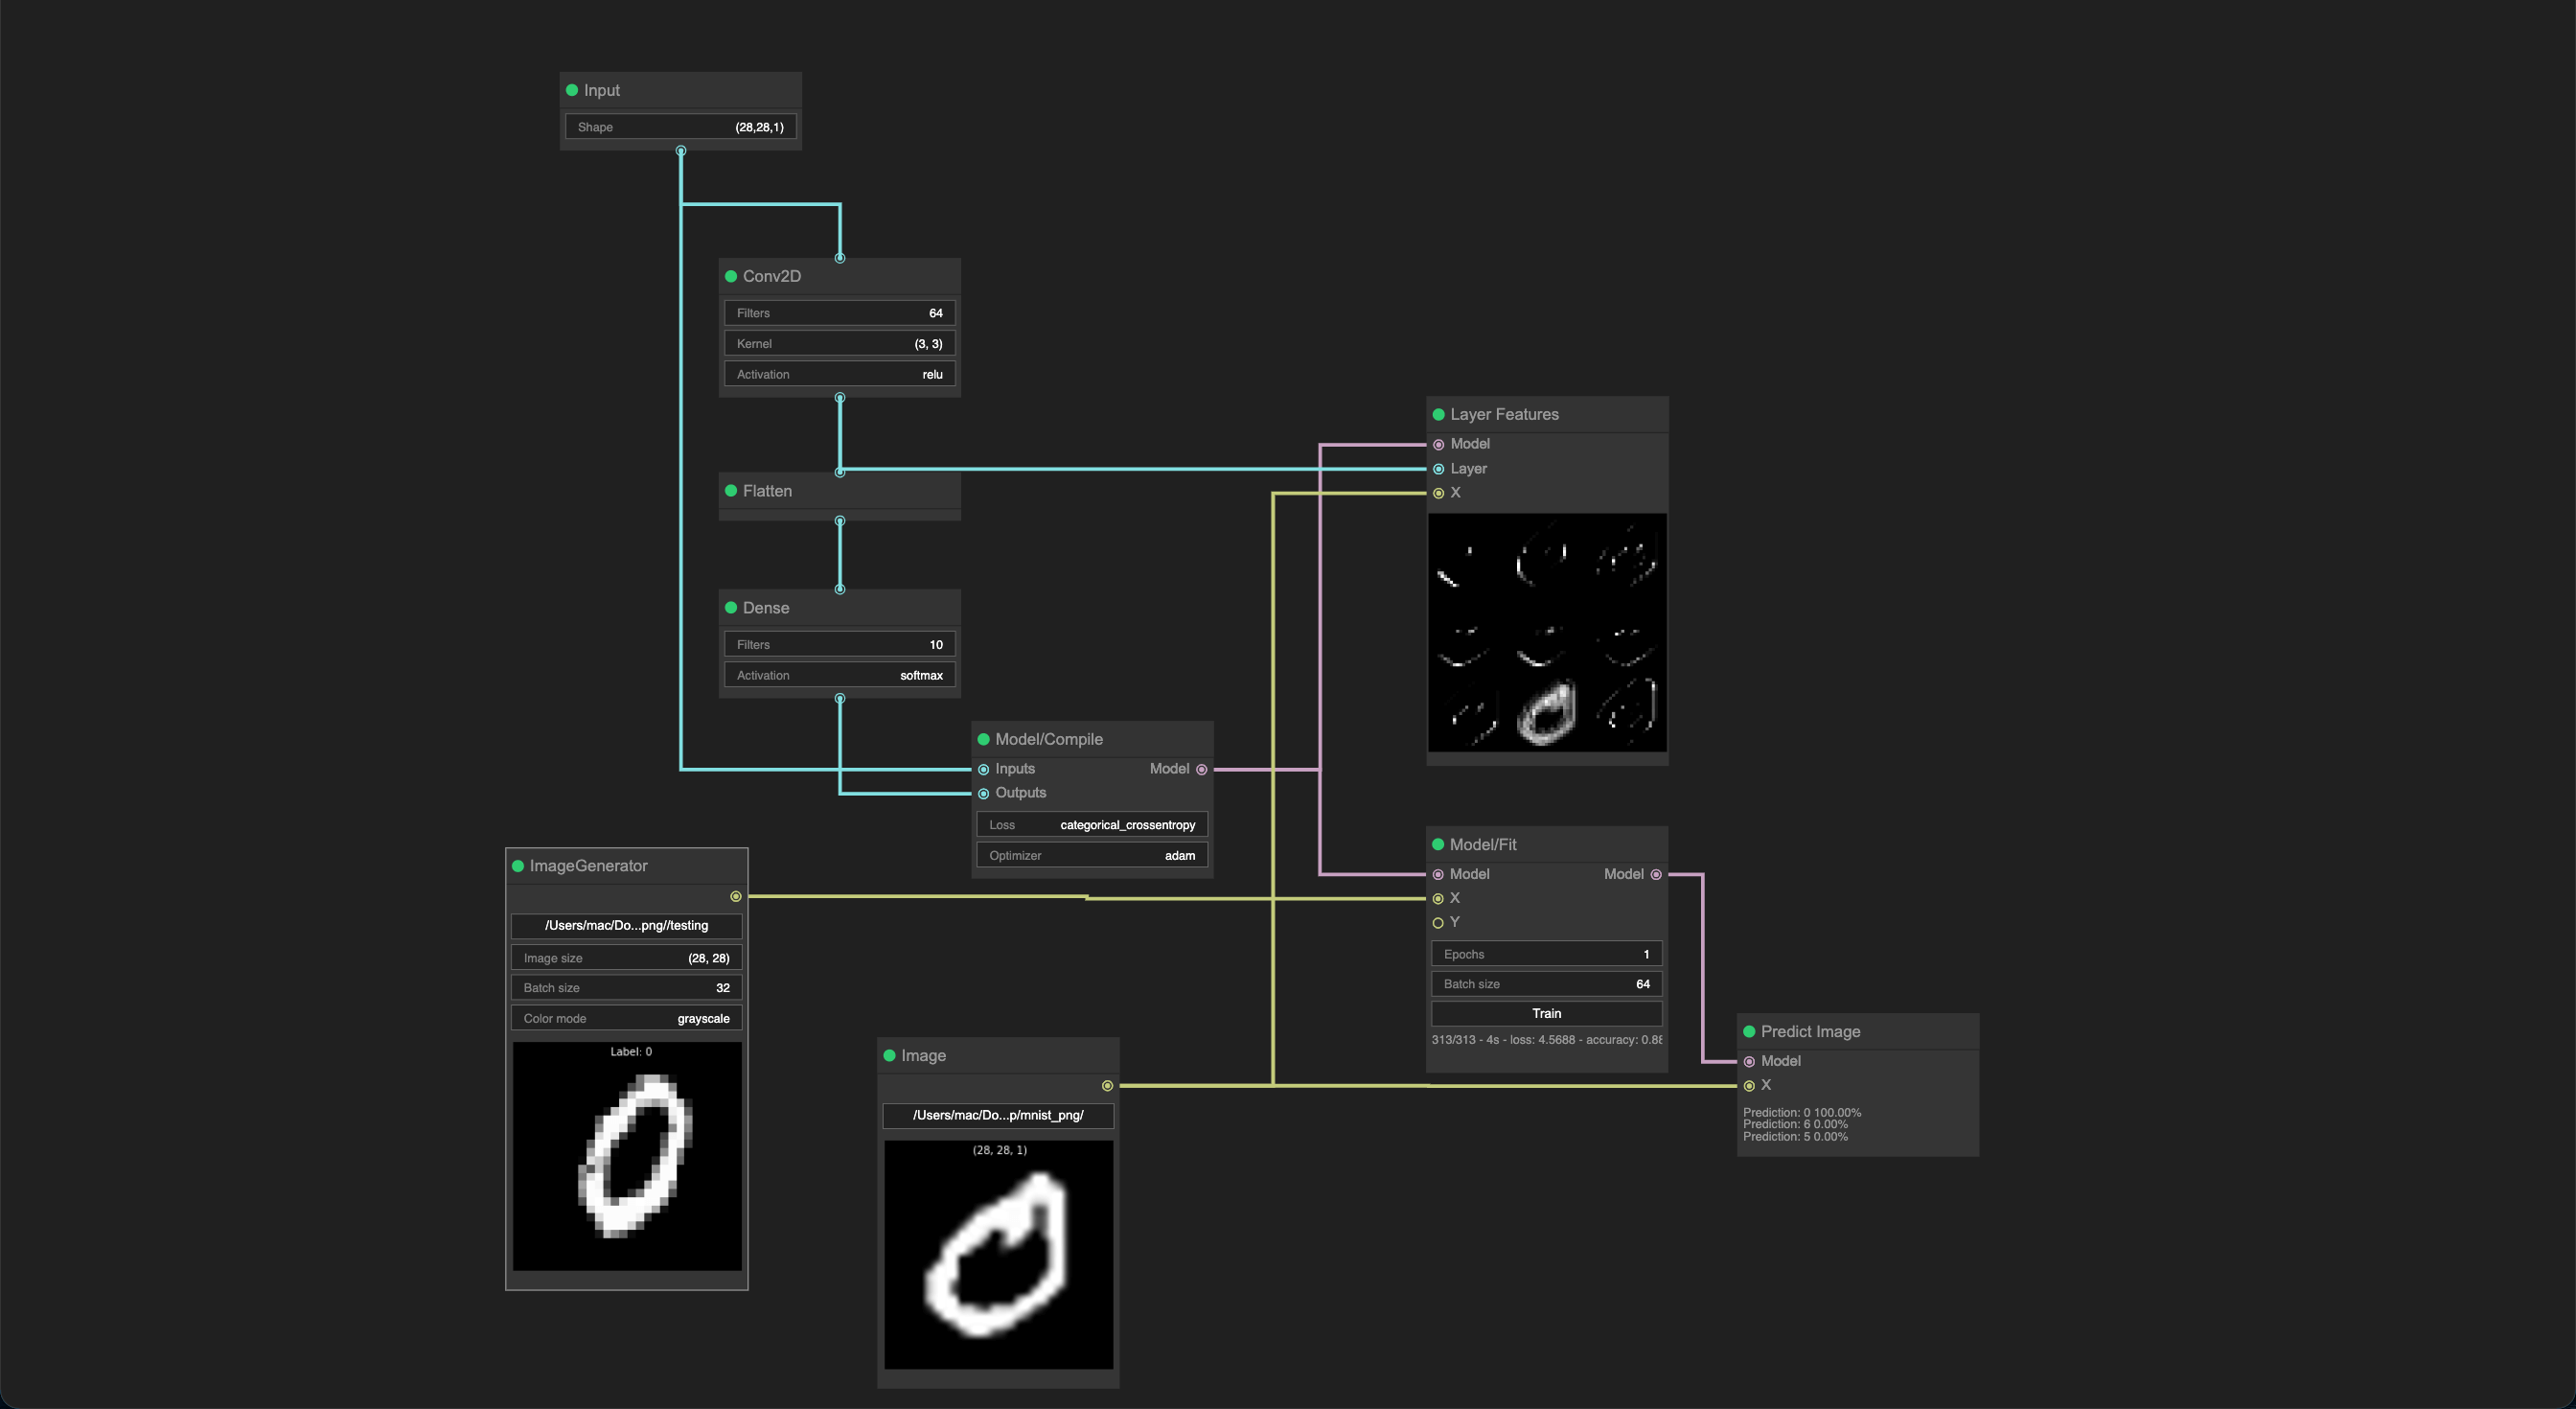 Input
Shape (28,28,1)
Conv2D
Filters 64
Kernel (3, 3)
Activation relu
Flatten
Dense
Filters 10
Activation softmax
Layer Features
Model
Layer
X
Model/Compile
Inputs Model
Outputs
Loss categorical_crossentropy
Optimizer adam
ImageGenerator
/Users/mac/Do...png//testing
Image size (28, 28)
Batch size 32
Color mode grayscale
Label: 0
Image
/Users/mac/Do...p/mnist_png/
(28, 28, 1)
Model/Fit
Model Model
X
Y
Epochs 1
Batch size 64
Train
313/313 - 4s - loss: 4.5688 - accuracy: 0.88
Predict Image
Model
X
Prediction: 0 100.00%
Prediction: 6 0.00%
Prediction: 5 0.00%